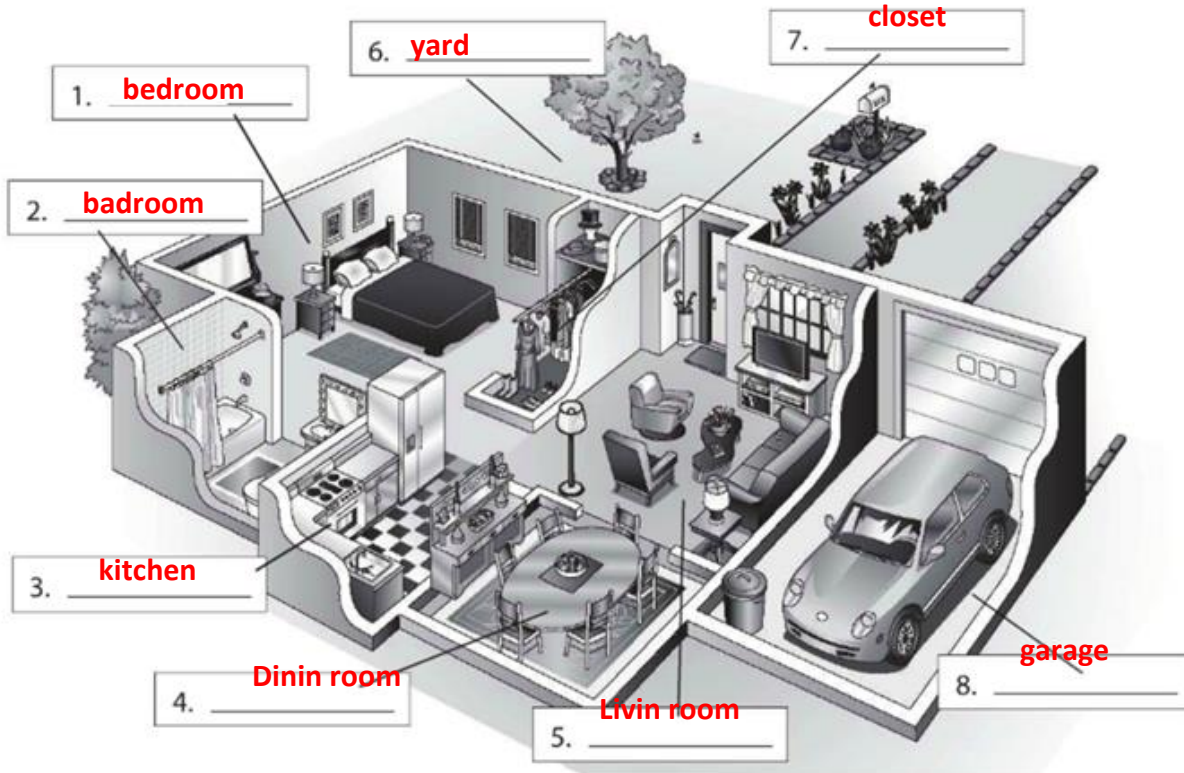 1. bedroom
2. badroom
3. kitchen
4. Dinin room
5. Livin room
6. yard
7. closet
8. garage